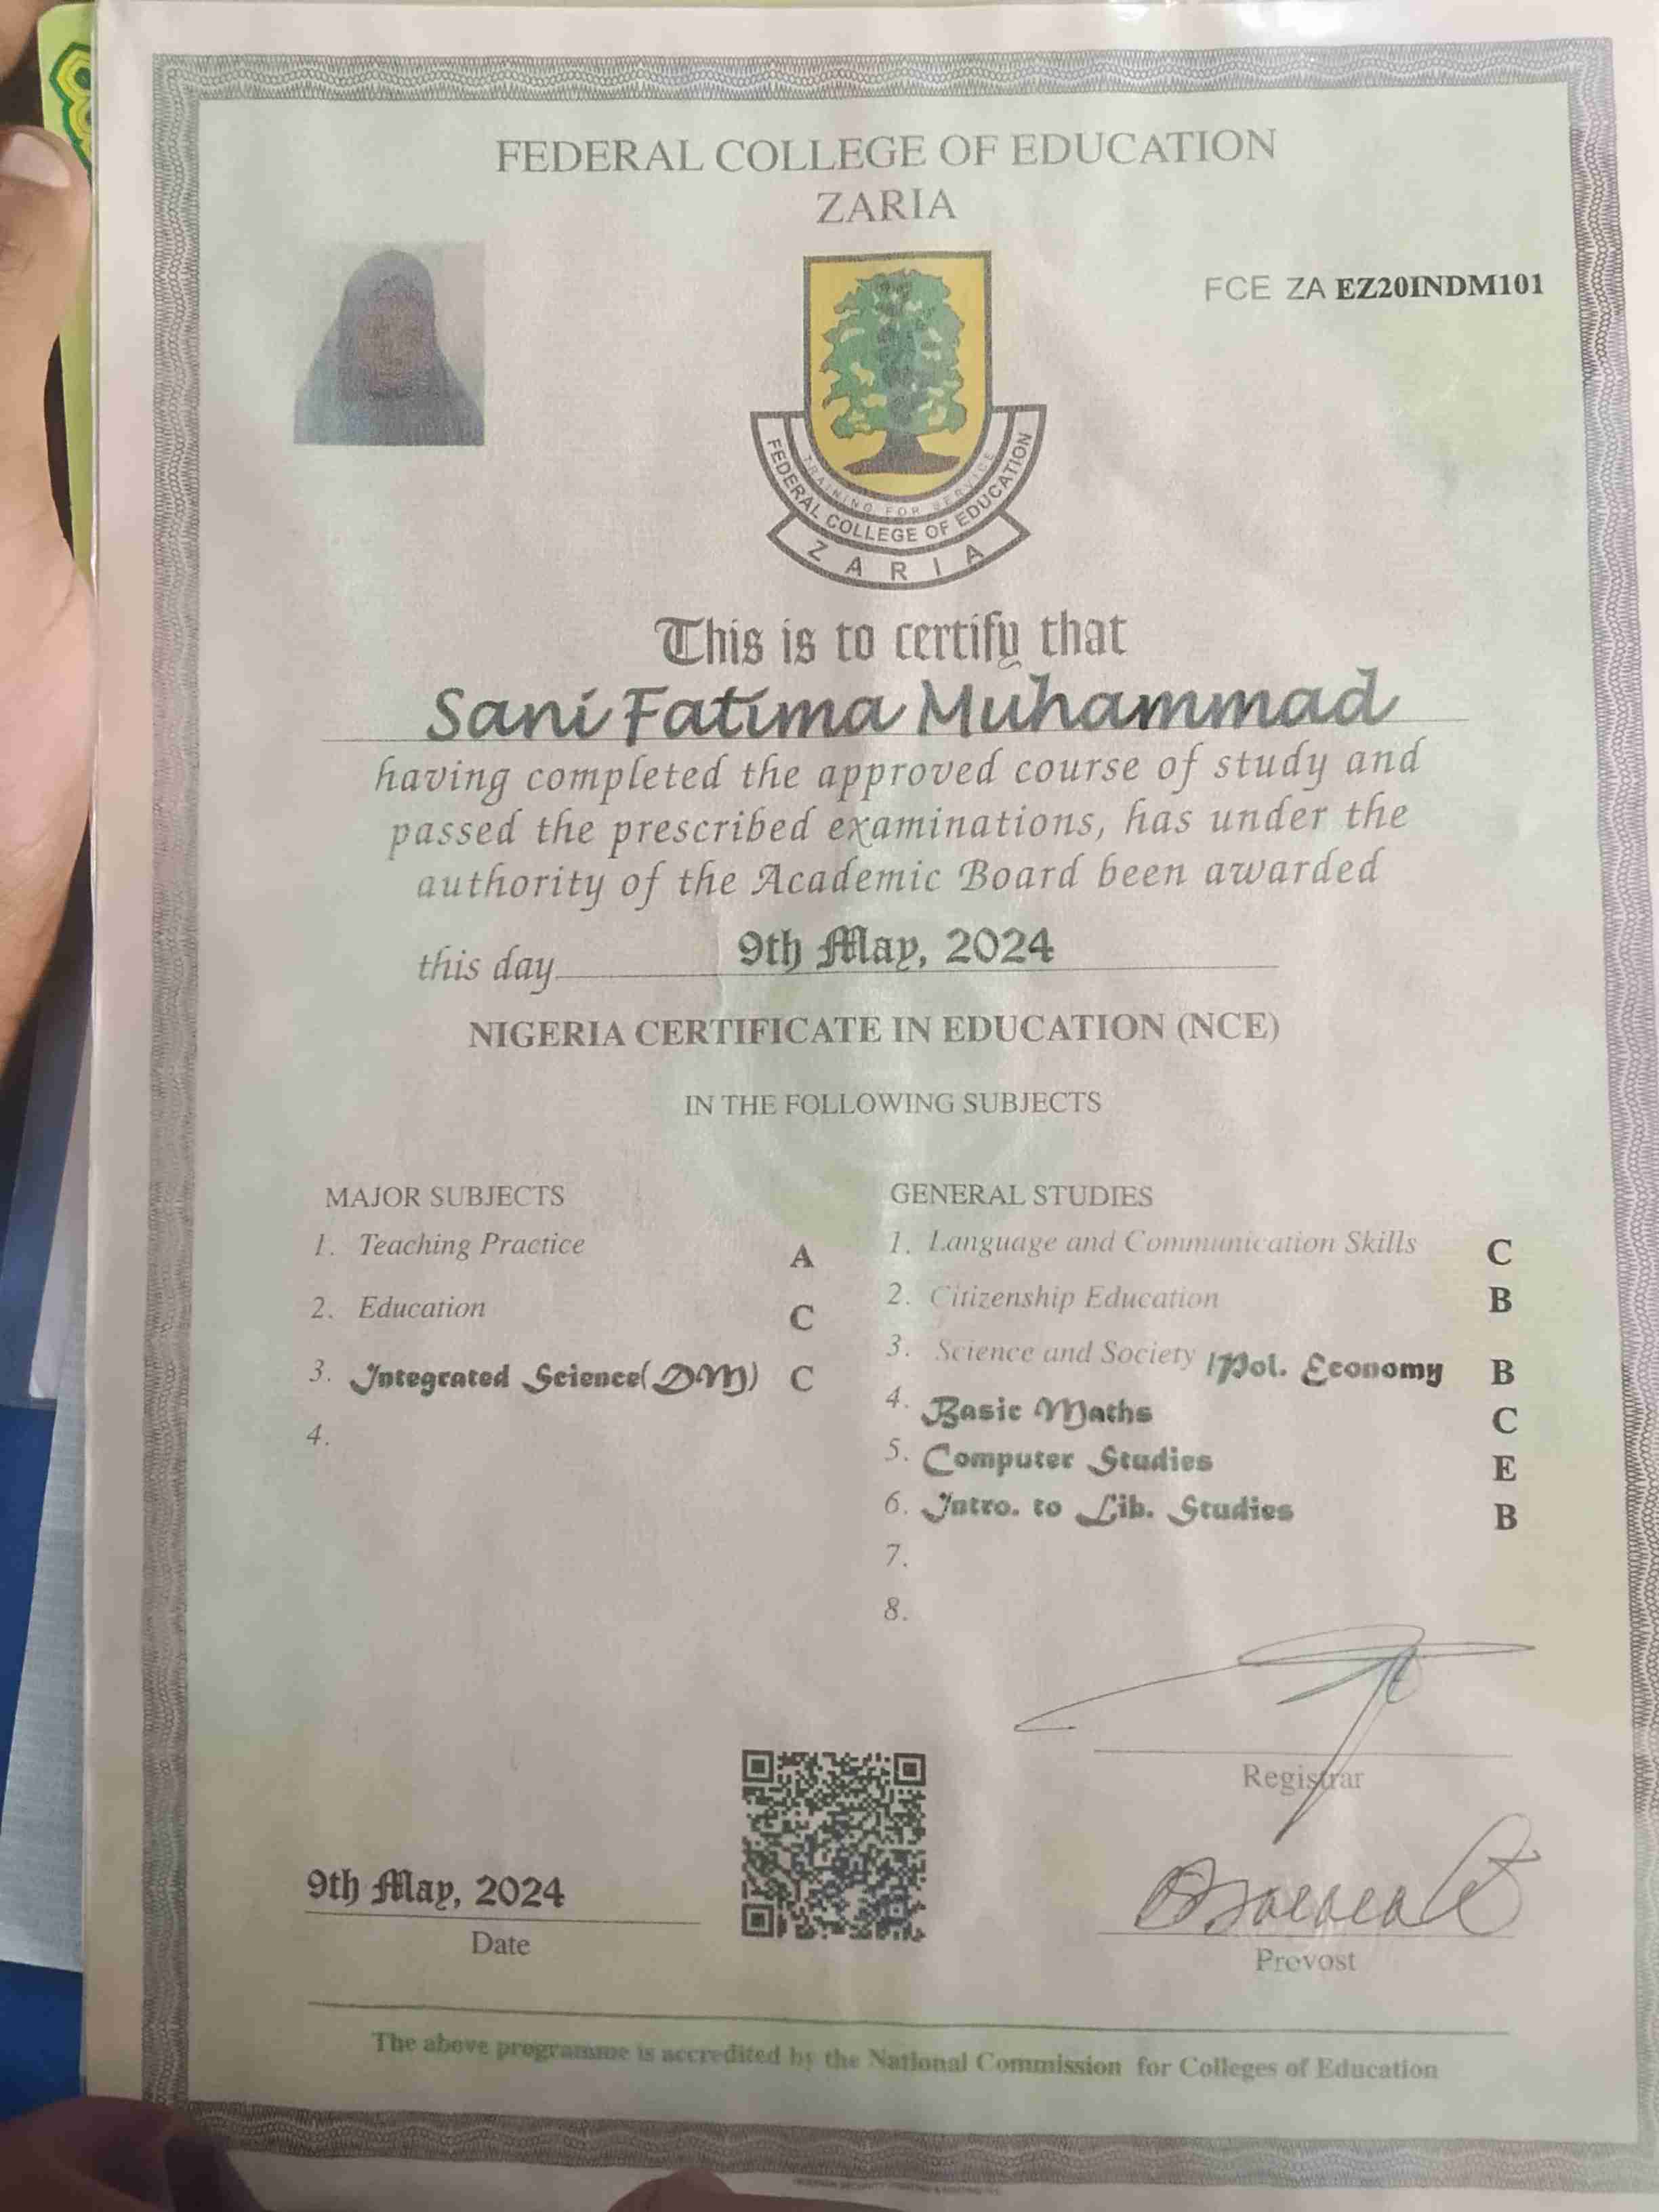 FEDERAL COLLEGE OF EDUCATION
ZARIA
FCE ZA EZ20INDM101
TRAINING FOR SERVICE
FEDERAL COLLEGE OF EDUCATION
ZARIA
This is to certify that
Sani Fatima Muhammad
having completed the approved course of study and
passed the prescribed examinations, has under the
authority of the Academic Board been awarded
this day 9th May, 2024
NIGERIA CERTIFICATE IN EDUCATION (NCE)
IN THE FOLLOWING SUBJECTS
MAJOR SUBJECTS
1. Teaching Practice A
2. Education C
3. Integrated Science(DM) C
4.
GENERAL STUDIES
1. Language and Communication Skills C
2. Citizenship Education B
3. Science and Society /Pol. Economy B
4. Basic Maths C
5. Computer Studies E
6. Intro. to Lib. Studies B
7.
8.
Registrar
9th May, 2024
Date
Provost
The above programme is accredited by the National Commission for Colleges of Education